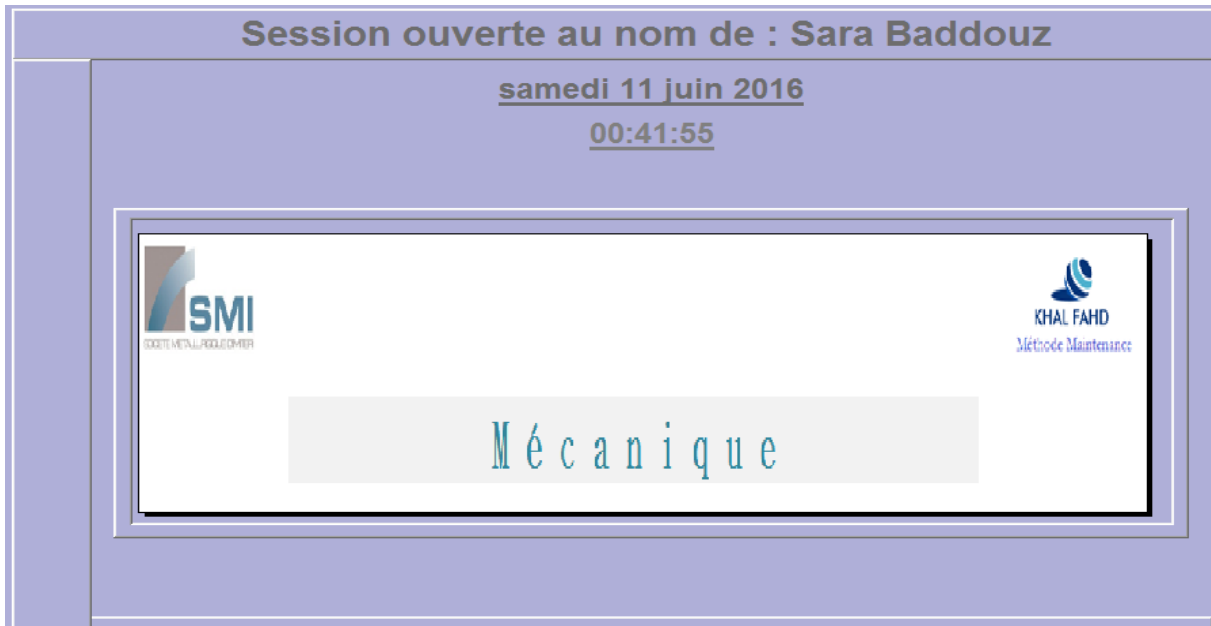 Session ouverte au nom de : Sara Baddouz
samedi 11 juin 2016
00:41:55
SMI
KHAL FAHD
Méthode Maintenance
Mécanique